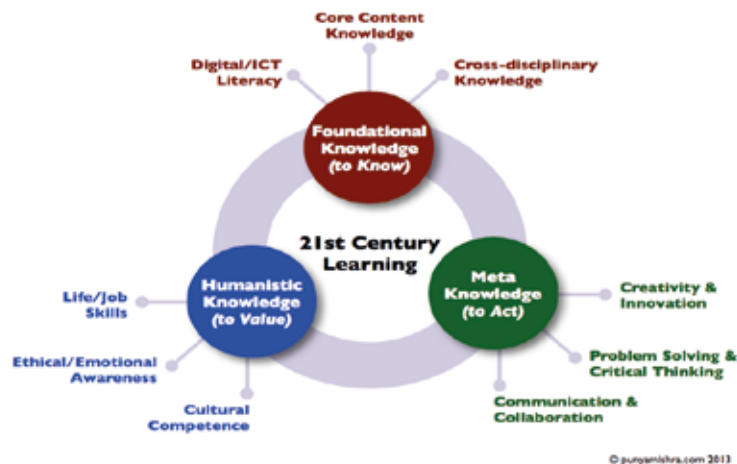 Core Content
Knowledge
Digital/ICT
Literacy
Cross-disciplinary
Knowledge
Foundational
Knowledge
(to Know)
21st Century
Learning
Humanistic
Knowledge
(to Value)
Meta
Knowledge
(to Act)
Life/Job
Skills
Ethical/Emotional
Awareness
Cultural
Competence
Creativity &
Innovation
Problem Solving &
Critical Thinking
Communication &
Collaboration
© punyamishra.com 2013